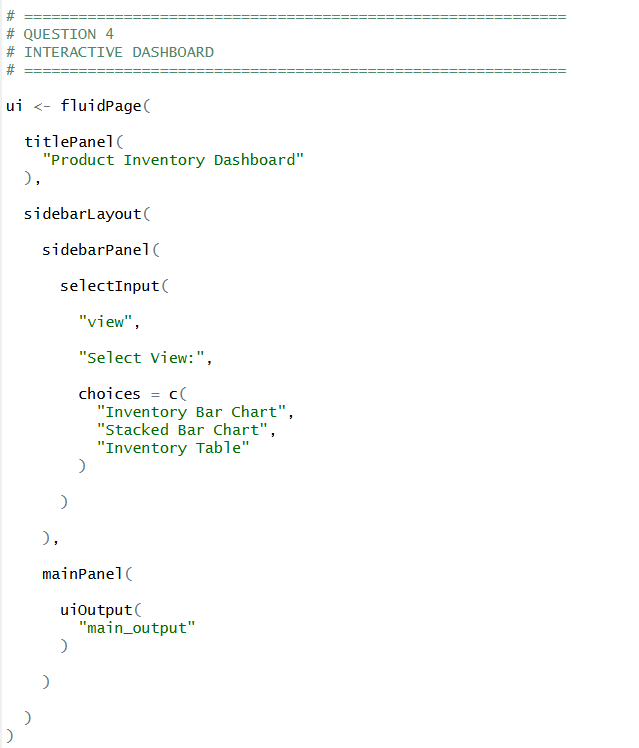 # ============================================================
# QUESTION 4
# INTERACTIVE DASHBOARD
# ============================================================
ui <- fluidPage(
titlePanel(
"Product Inventory Dashboard"
),
sidebarLayout(
sidebarPanel(
selectInput(
"view",
"Select View:",
choices = c(
"Inventory Bar Chart",
"Stacked Bar Chart",
"Inventory Table"
)
)
),
mainPanel(
uiOutput(
"main_output"
)
)
)
)